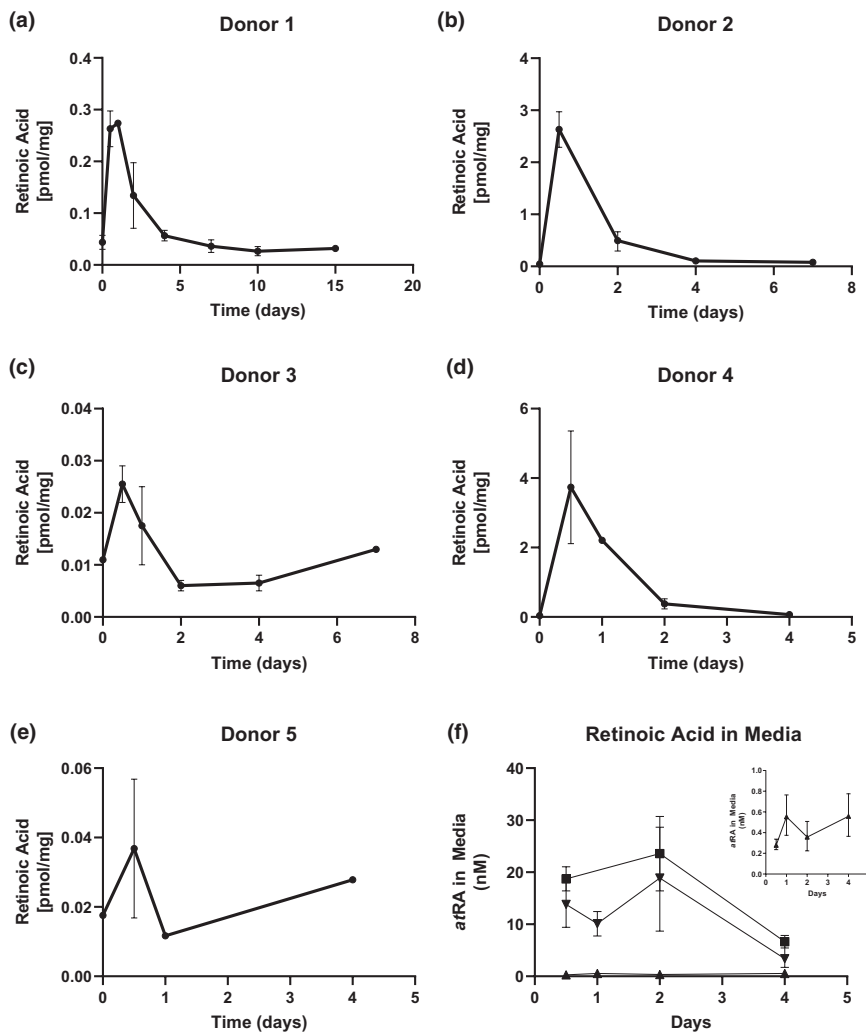 (a)
Donor 1
Retinoic Acid
[pmol/mg]
0.4
0.3
0.2
0.1
0.0
0 5 10 15 20
Time (days)
(b)
Donor 2
Retinoic Acid
[pmol/mg]
4
3
2
1
0
0 2 4 6 8
Time (days)
(c)
Donor 3
Retinoic Acid
[pmol/mg]
0.04
0.03
0.02
0.01
0.00
0 2 4 6 8
Time (days)
(d)
Donor 4
Retinoic Acid
[pmol/mg]
6
4
2
0
0 1 2 3 4 5
Time (days)
(e)
Donor 5
Retinoic Acid
[pmol/mg]
0.06
0.04
0.02
0.00
0 1 2 3 4 5
Time (days)
(f)
Retinoic Acid in Media
atRA in Media
(nM)
40
30
20
10
0
0 1 2 3 4 5
Days
atRA in Media
(nM)
1.0
0.8
0.6
0.4
0.2
0.0
0 1 2 4
Days